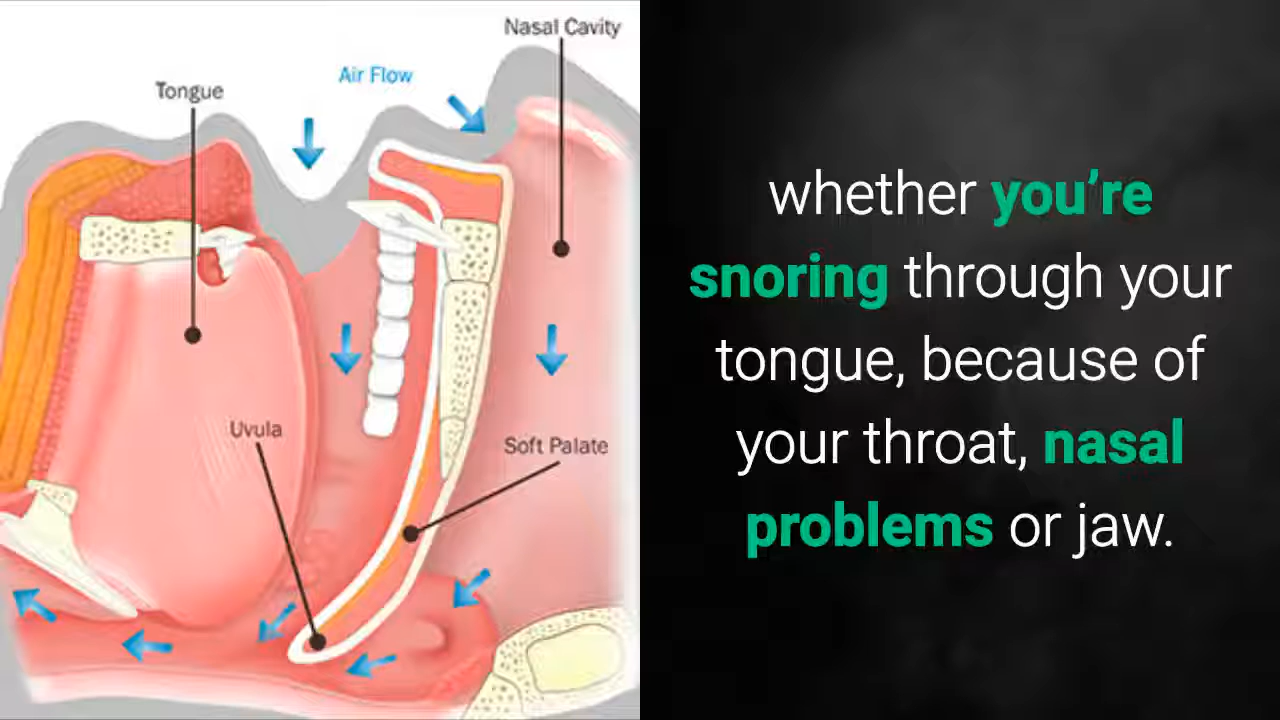 Nasal Cavity
Air Flow
Tongue
Uvula
Soft Palate
whether you’re
snoring through your
tongue, because of
your throat, nasal
problems or jaw.